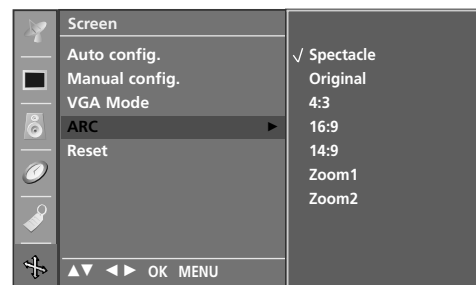 Screen
Auto config.
Manual config.
VGA Mode
ARC ►
Reset
▲▼ ◄► OK MENU
√ Spectacle
Original
4:3
16:9
14:9
Zoom1
Zoom2